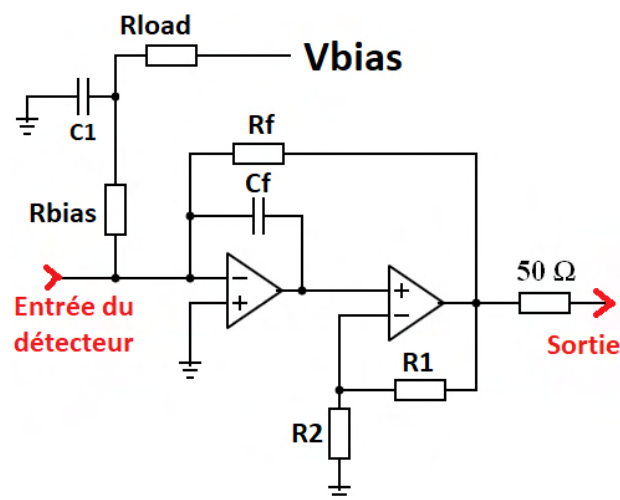 Rload
Vbias
C1
Rf
Cf
Rbias
Entrée du
détecteur
−
+
+
−
50 Ω
Sortie
R1
R2